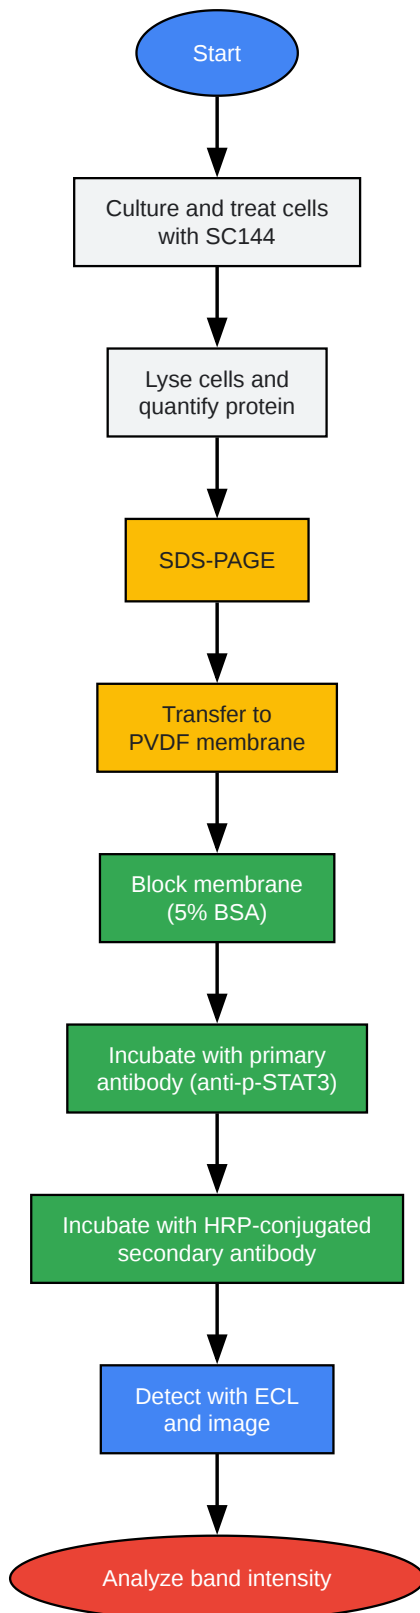 Start
Culture and treat cells
with SC144
Lyse cells and
quantify protein
SDS-PAGE
Transfer to
PVDF membrane
Block membrane
(5% BSA)
Incubate with primary
antibody (anti-p-STAT3)
Incubate with HRP-conjugated
secondary antibody
Detect with ECL
and image
Analyze band intensity